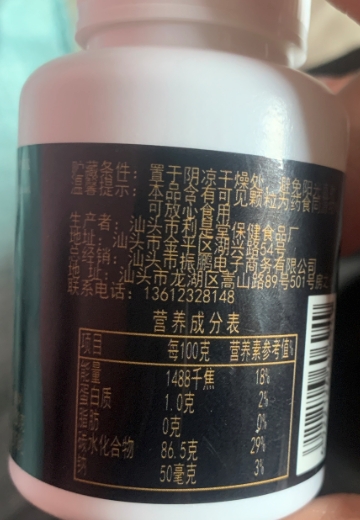 贮藏条件: 置于阴凉干燥处,避免阳
温馨提示: 本品含有可见颗粒为药食同源
可放心食用
生产者: 汕头市利是富保健食品厂
地址: 汕头市金平区湖兴路64号
总经销: 汕头市振鹏电子商务有限公司
地 址: 汕头市龙湖区嵩山路89号501房之
联系电话: 13612328148
营养成分表
项目 每100克 营养素参考值%
能量 1488千焦 18%
蛋白质 1.0克 2%
脂肪 0克 0%
碳水化合物 86.5克 29%
钠 50毫克 3%